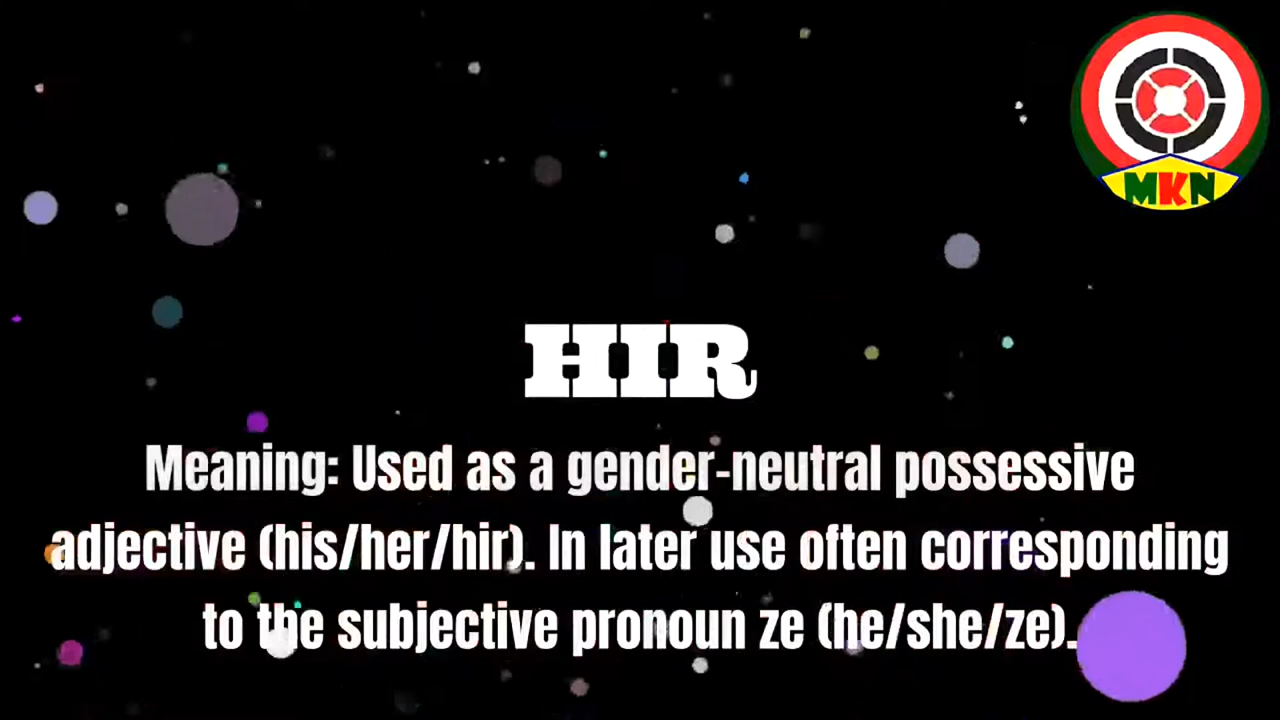 MKN
HIR
Meaning: Used as a gender-neutral possessive
adjective (his/her/hir). In later use often corresponding
to the subjective pronoun ze (he/she/ze).